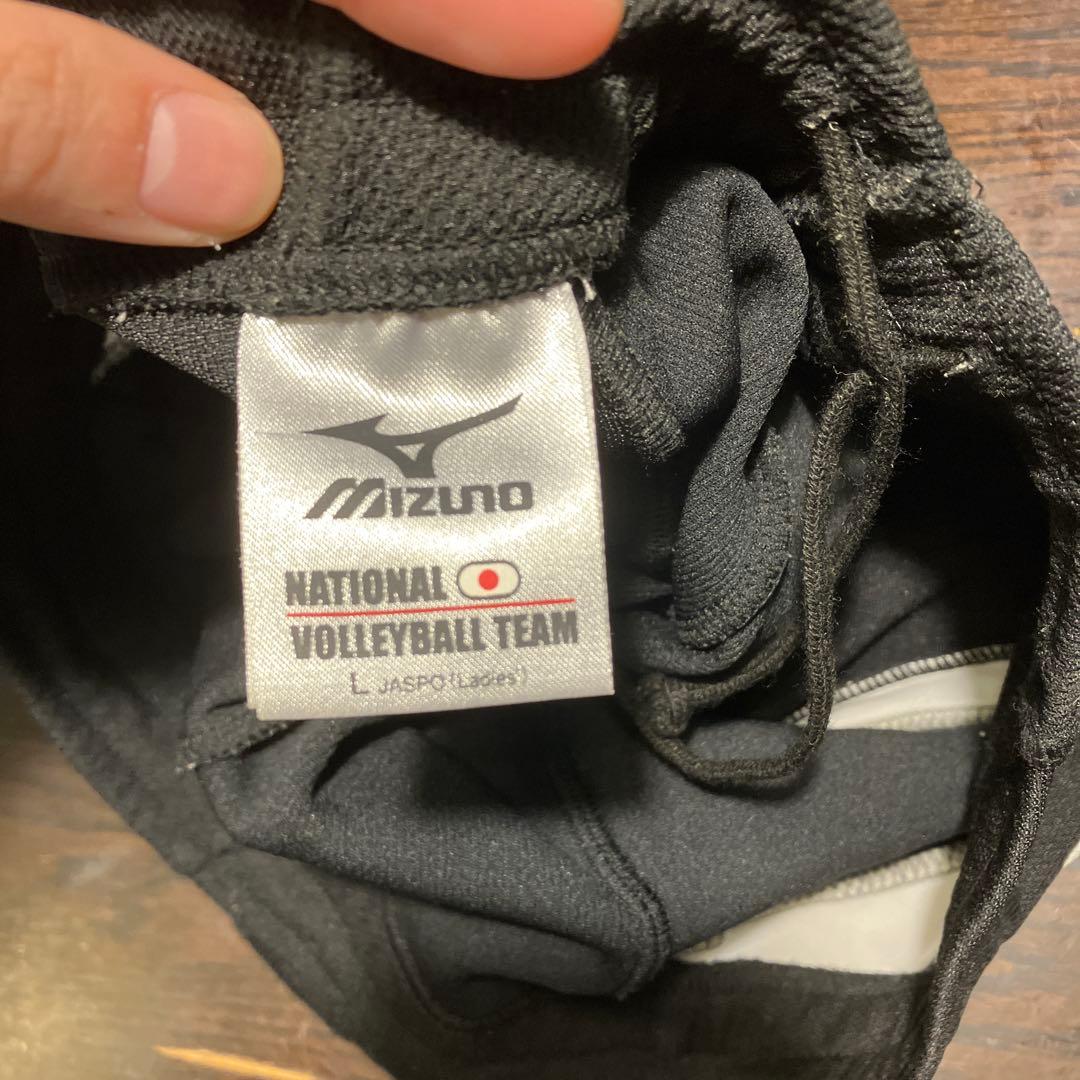 MIZUNO
NATIONAL
VOLLEYBALL TEAM
L JASPO(Ladies')